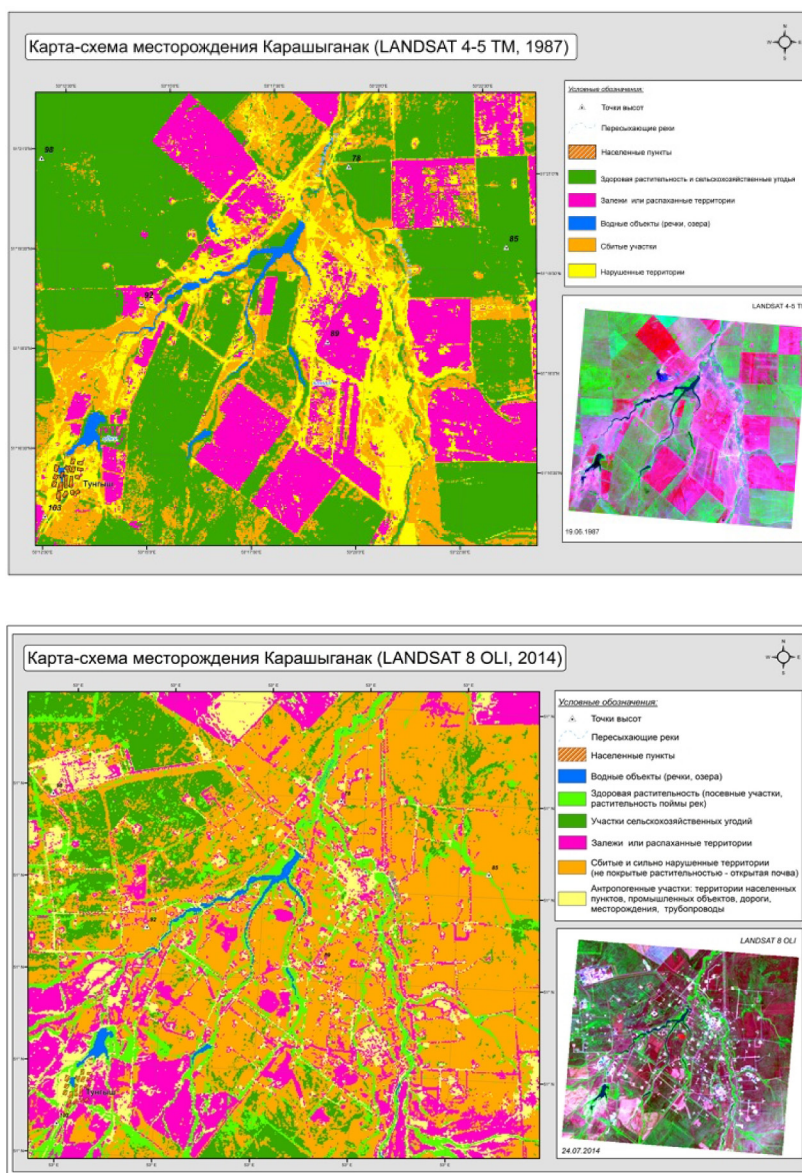 Карта-схема месторождения Карашыганак (LANDSAT 4-5 TM, 1987)
N
W E
S
Условные обозначения:
Точки высот
Пересыхающие реки
Населенные пункты
Здоровая растительность и сельскохозяйственные угодья
Залежи или распаханные территории
Водные объекты (речки, озера)
Сбитые участки
Нарушенные территории
98
78
85
92
89
Тунгыш
103
LANDSAT 4-5 T
19.06.1987
Карта-схема месторождения Карашыганак (LANDSAT 8 OLI, 2014)
N
W E
S
Условные обозначения:
Точки высот
Пересыхающие реки
Населенные пункты
Водные объекты (речки, озера)
Здоровая растительность (посевные участки,
растительность поймы рек)
Участки сельскохозяйственных угодий
Залежи или распаханные территории
Сбитые и сильно нарушенные территории
(не покрытые растительностью - открытая почва)
Антропогенные участки: территории населенных
пунктов, промышленных объектов, дороги,
месторождения, трубопроводы
85
Тунгыш
LANDSAT 8 OLI
24.07.2014